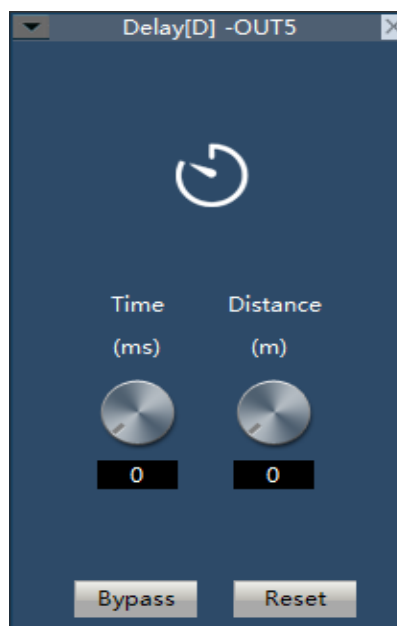 Delay[D] -OUT5
Time Distance
(ms) (m)
0 0
Bypass Reset